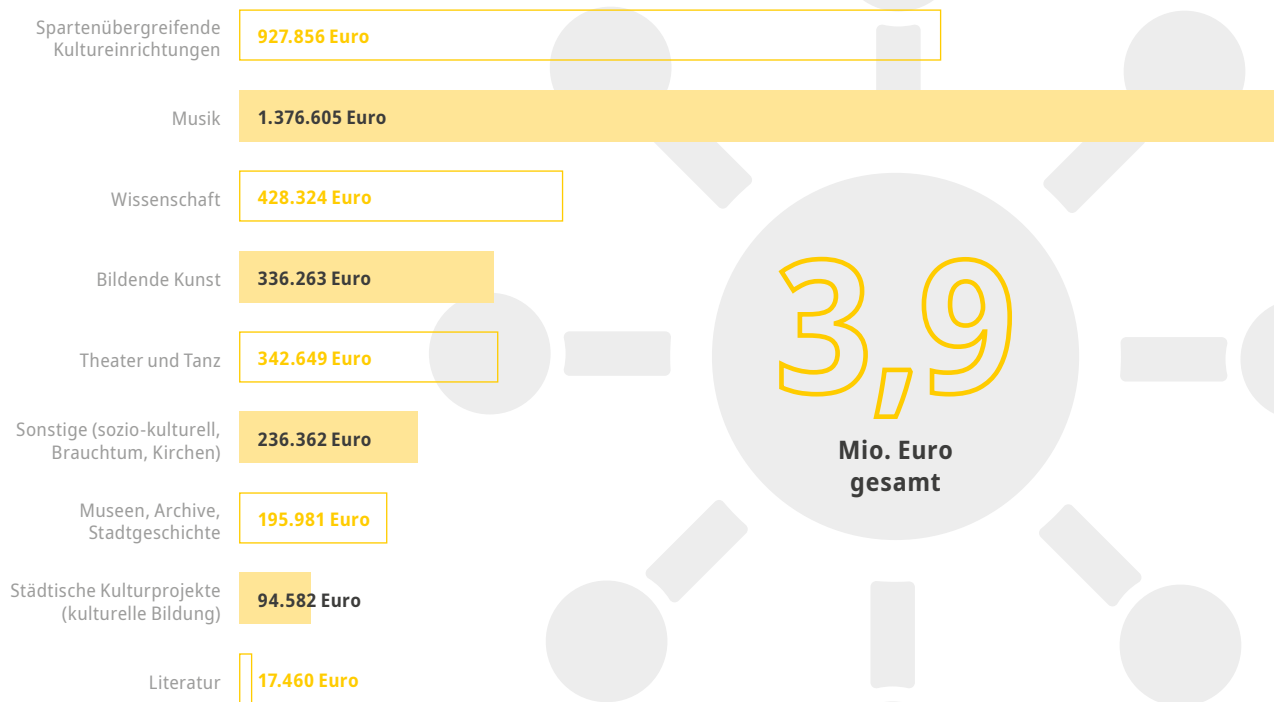 Spartenübergreifende
Kultureinrichtungen
927.856 Euro
Musik
1.376.605 Euro
Wissenschaft
428.324 Euro
Bildende Kunst
336.263 Euro
Theater und Tanz
342.649 Euro
Sonstige (sozio-kulturell,
Brauchtum, Kirchen)
236.362 Euro
Museen, Archive,
Stadtgeschichte
195.981 Euro
Städtische Kulturprojekte
(kulturelle Bildung)
94.582 Euro
Literatur
17.460 Euro
3,9
Mio. Euro
gesamt